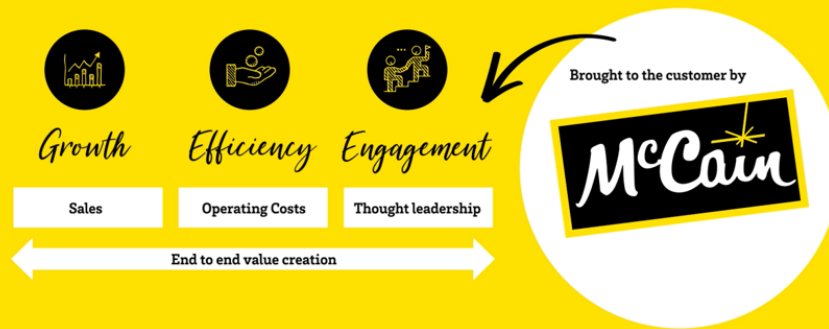 Growth
Efficiency
Engagement
Sales
Operating Costs
Thought leadership
End to end value creation
Brought to the customer by
McCain